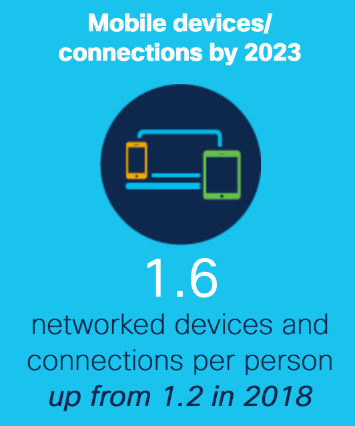 Mobile devices/
connections by 2023
1.6
networked devices and
connections per person
up from 1.2 in 2018